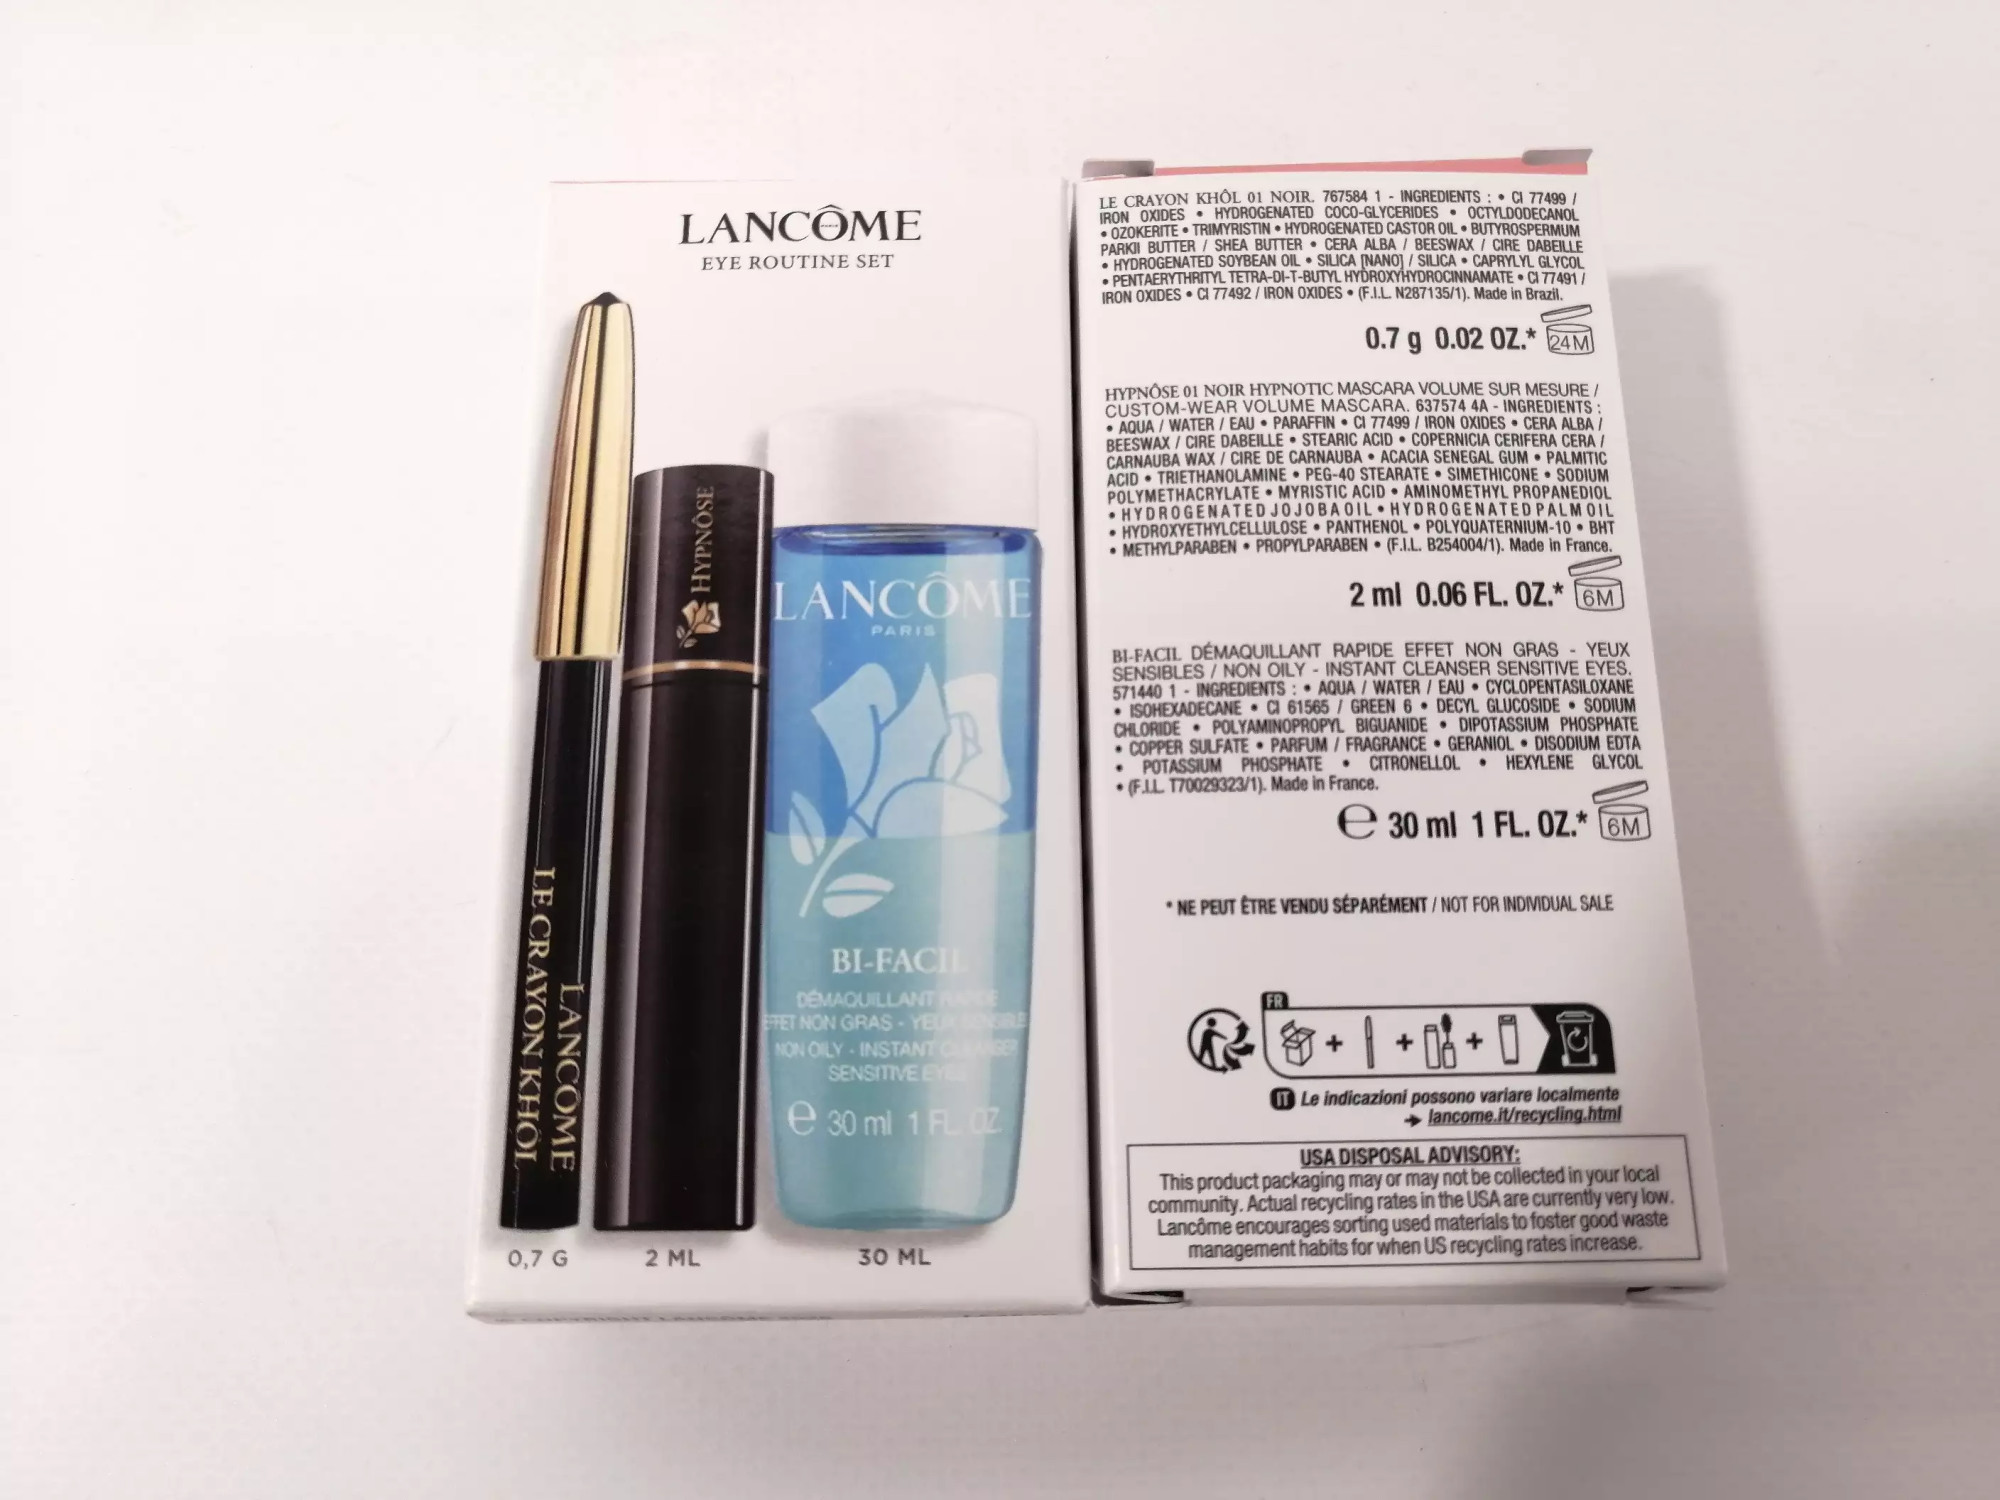 LANCÔME
EYE ROUTINE SET
HYPNÔSE
LANCÔME
PARIS
BI-FACIL
DÉMAQUILLANT
EFFET NON GRAS -
NON OILY - INSTANT
SENSITIVE
e 30 ml 1 FL. OZ
LANCÔME
LE CRAYON KHÔL
0,7 G
2 ML
30 ML
LE CRAYON KHÔL 01 NOIR. 767584 1 - INGREDIENTS : • CI 77499 /
IRON OXIDES • HYDROGENATED COCO-GLYCERIDES • OCTYLDODECANOL
• OZOKERITE • TRIMYRISTIN • HYDROGENATED CASTOR OIL • BUTYROSPERMUM
PARKII BUTTER / SHEA BUTTER • CERA ALBA / BEESWAX / CIRE DABEILLE
• HYDROGENATED SOYBEAN OIL • SILICA [NANO] / SILICA • CAPRYLYL GLYCOL
• PENTAERYTHRITYL TETRA-DI-T-BUTYL HYDROXYHYDROCINNAMATE • CI 77491 /
IRON OXIDES • CI 77492 / IRON OXIDES • (F.I.L. N287135/1). Made in Brazil.
0.7 g 0.02 OZ.* 24M
HYPNÔSE 01 NOIR HYPNOTIC MASCARA VOLUME SUR MESURE /
CUSTOM-WEAR VOLUME MASCARA. 637574 4A - INGREDIENTS :
• AQUA / WATER / EAU • PARAFFIN • CI 77499 / IRON OXIDES • CERA ALBA /
BEESWAX / CIRE DABEILLE • STEARIC ACID • COPERNICIA CERIFERA CERA /
CARNAUBA WAX / CIRE DE CARNAUBA • ACACIA SENEGAL GUM • PALMITIC
ACID • TRIETHANOLAMINE • PEG-40 STEARATE • SIMETHICONE • SODIUM
POLYMETHACRYLATE • MYRISTIC ACID • AMINOMETHYL PROPANEDIOL
• HYDROGENATED JOJOBA OIL • HYDROGENATED PALM OIL
• HYDROXYETHYLCELLULOSE • PANTHENOL • POLYQUATERNIUM-10 • BHT
• METHYLPARABEN • PROPYLPARABEN • (F.I.L. B254004/1). Made in France.
2 ml 0.06 FL. OZ.* 6M
BI-FACIL DÉMAQUILLANT RAPIDE EFFET NON GRAS - YEUX
SENSIBLES / NON OILY - INSTANT CLEANSER SENSITIVE EYES.
571440 1 - INGREDIENTS : • AQUA / WATER / EAU • CYCLOPENTASILOXANE
• ISOHEXADECANE • CI 61565 / GREEN 6 • DECYL GLUCOSIDE • SODIUM
CHLORIDE • POLYAMINOPROPYL BIGUANIDE • DIPOTASSIUM PHOSPHATE
• COPPER SULFATE • PARFUM / FRAGRANCE • GERANIOL • DISODIUM EDTA
• POTASSIUM PHOSPHATE • CITRONELLOL • HEXYLENE GLYCOL
• (F.I.L. T70029323/1). Made in France.
e 30 ml 1 FL. OZ.* 6M
* NE PEUT ÊTRE VENDU SÉPARÉMENT / NOT FOR INDIVIDUAL SALE
FR
IT Le indicazioni possono variare localmente
→ lancome.it/recycling.html
USA DISPOSAL ADVISORY:
This product packaging may or may not be collected in your local
community. Actual recycling rates in the USA are currently very low.
Lancôme encourages sorting used materials to foster good waste
management habits for when US recycling rates increase.